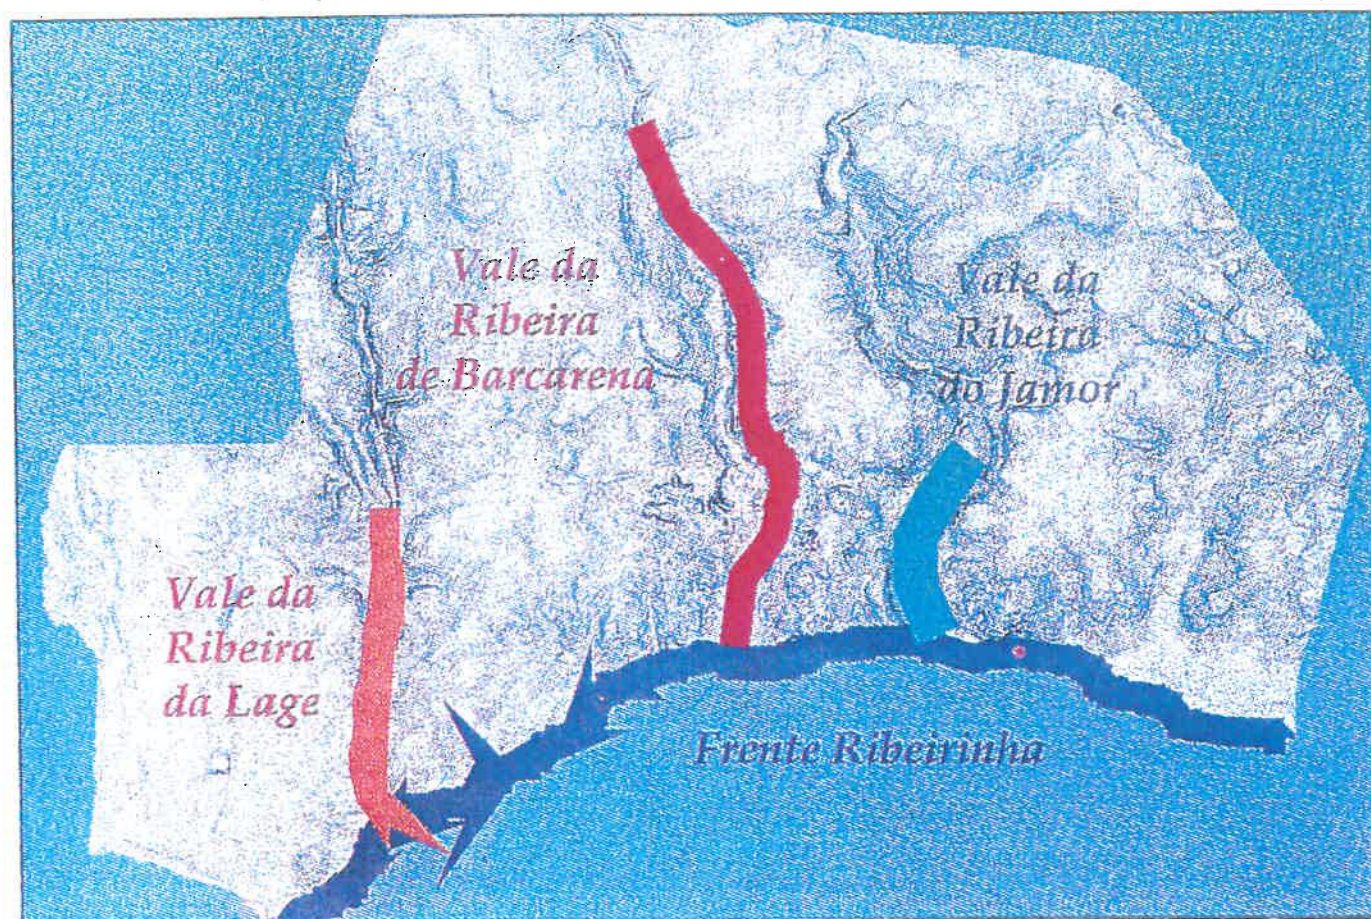 Vale da
Ribeira
de Barcarena
Vale da
Ribeira
do Jamor
Vale da
Ribeira
da Lage
Frente Ribeirinha